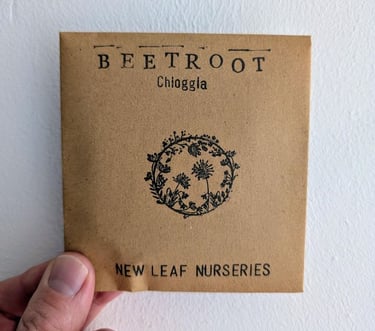 BEETROOT
Chioggia
NEW LEAF NURSERIES